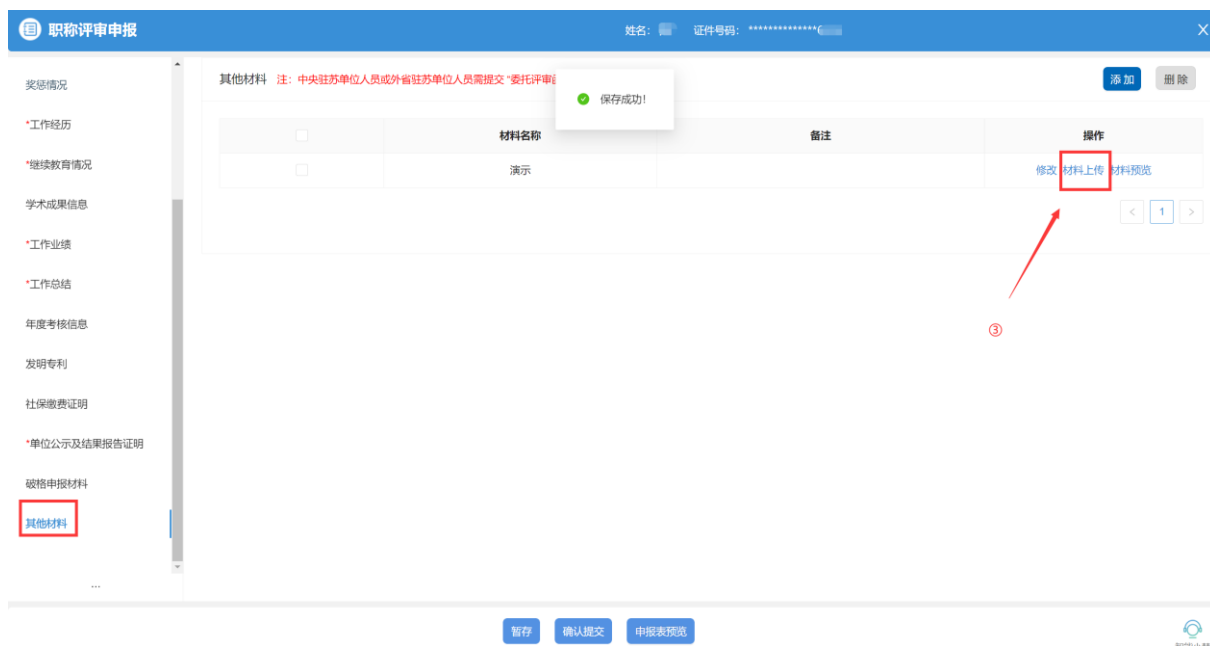 职称评审申报
姓名：
证件号码： **************6
奖惩情况
*工作经历
*继续教育情况
学术成果信息
*工作业绩
*工作总结
年度考核信息
发明专利
社保缴费证明
*单位公示及结果报告证明
破格申报材料
其他材料
...
其他材料 注：中央驻苏单位人员或外省驻苏单位人员需提交 “委托评审
保存成功!
添加 删除
材料名称 备注 操作
演示 修改 材料上传 材料预览
< 1 >
③
暂存 确认提交 申报表预览